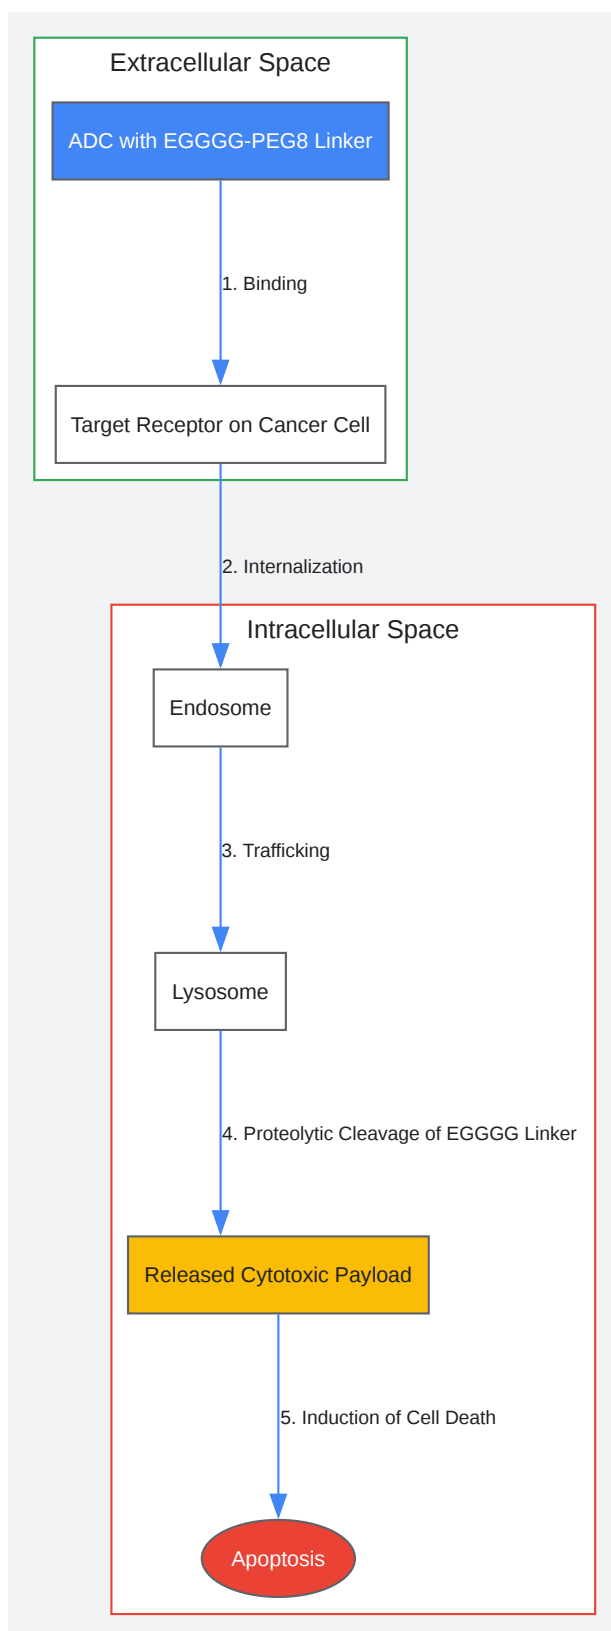 Extracellular Space
ADC with EGGGG-PEG8 Linker
1. Binding
Target Receptor on Cancer Cell
2. Internalization
Intracellular Space
Endosome
3. Trafficking
Lysosome
4. Proteolytic Cleavage of EGGGG Linker
Released Cytotoxic Payload
5. Induction of Cell Death
Apoptosis